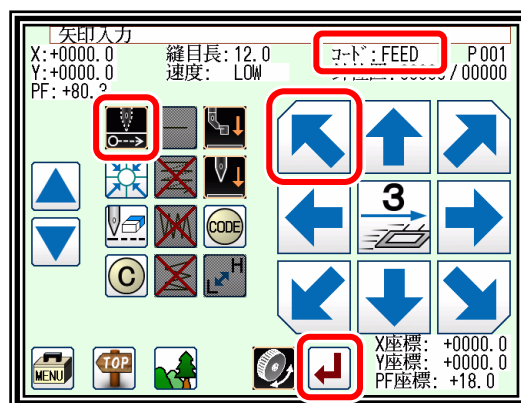 矢印入力
X:+0000.0 縫目長:12.0 コード:FEED P001
Y:+0000.0 速度: LOW 00000/00000
PF:+80.3
3
CODE
C
L H
MENU
TOP
X座標: +0000.0
Y座標: +0000.0
PF座標: +18.0